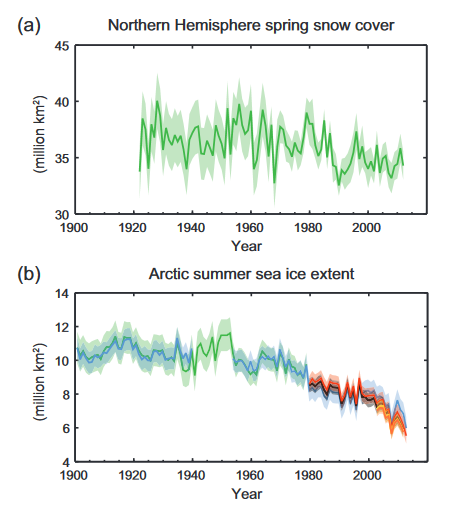 (a) Northern Hemisphere spring snow cover
45
40
35
30
(million km²)
1900 1920 1940 1960 1980 2000
Year
(b) Arctic summer sea ice extent
14
12
10
8
6
4
(million km²)
1900 1920 1940 1960 1980 2000
Year